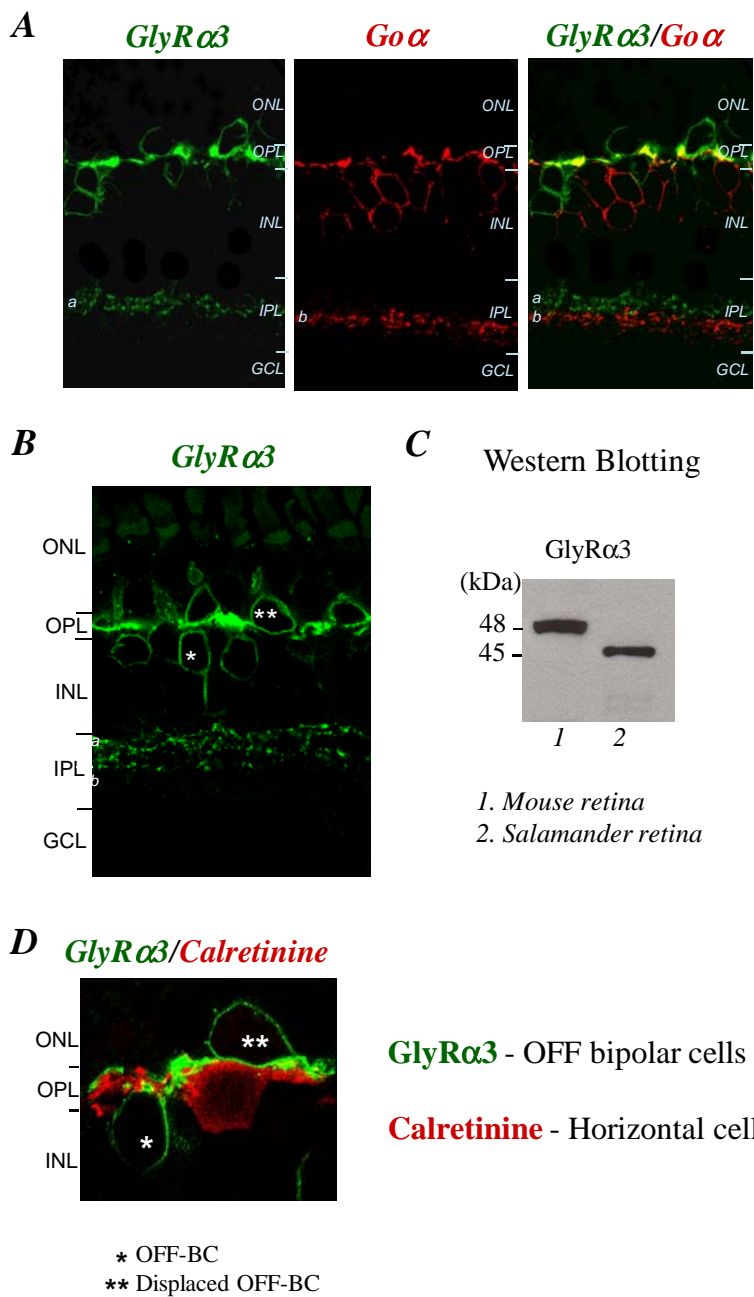 A
GlyRα3
Goα
GlyRα3/Goα
ONL
OPL
INL
a
IPL
GCL
ONL
OPL
INL
b
IPL
GCL
ONL
OPL
INL
a
IPL
b
GCL
B
GlyRα3
ONL
OPL
**
*
INL
a
IPL
b
GCL
C
Western Blotting
GlyRα3
(kDa)
48
45
1 2
1. Mouse retina
2. Salamander retina
D
GlyRα3/Calretinine
ONL
**
OPL
*
INL
GlyRα3 - OFF bipolar cells
Calretinine - Horizontal cell
* OFF-BC
** Displaced OFF-BC